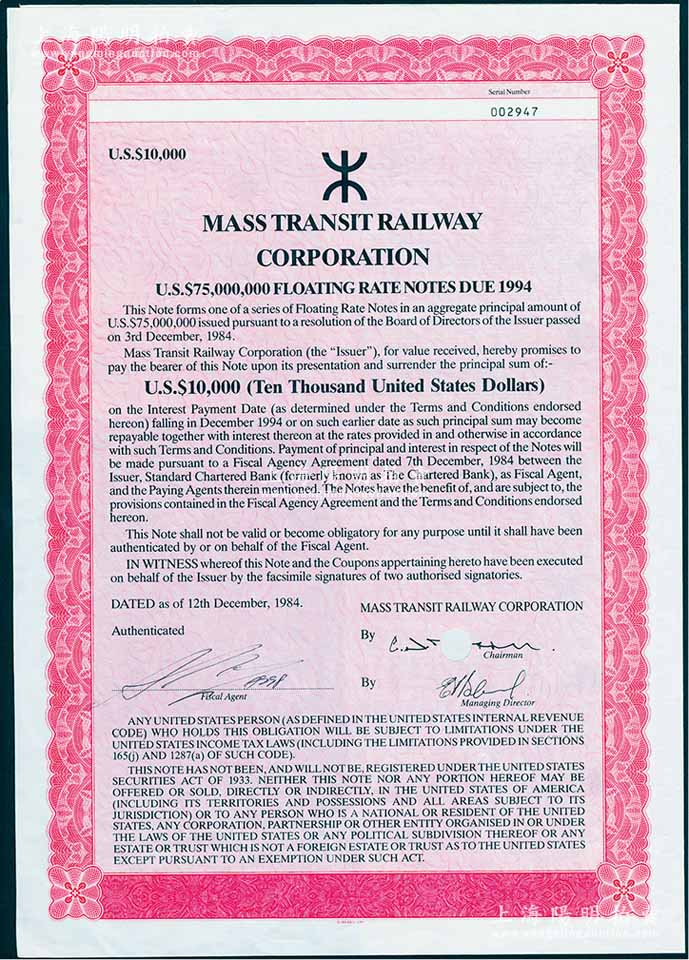 上海陽明拍賣
www.yangmingauction.com
Serial Number
002947
U.S.$10,000
MASS TRANSIT RAILWAY
CORPORATION
U.S.$75,000,000 FLOATING RATE NOTES DUE 1994
This Note forms one of a series of Floating Rate Notes in an aggregate principal amount of
U.S.$75,000,000 issued pursuant to a resolution of the Board of Directors of the Issuer passed
on 3rd December, 1984.
Mass Transit Railway Corporation (the "Issuer"), for value received, hereby promises to
pay the bearer of this Note upon its presentation and surrender the principal sum of:-
U.S.$10,000 (Ten Thousand United States Dollars)
on the Interest Payment Date (as determined under the Terms and Conditions endorsed
hereon) falling in December 1994 or on such earlier date as such principal sum may become
repayable together with interest thereon at the rates provided in and otherwise in accordance
with such Terms and Conditions. Payment of principal and interest in respect of the Notes will
be made pursuant to a Fiscal Agency Agreement dated 7th December, 1984 between the
Issuer, Standard Chartered Bank (formerly known as The Chartered Bank), as Fiscal Agent,
and the Paying Agents therein mentioned. The Notes have the benefit of, and are subject to, the
provisions contained in the Fiscal Agency Agreement and the Terms and Conditions endorsed
hereon.
This Note shall not be valid or become obligatory for any purpose until it shall have been
authenticated by or on behalf of the Fiscal Agent.
IN WITNESS whereof this Note and the Coupons appertaining hereto have been executed
on behalf of the Issuer by the facsimile signatures of two authorised signatories.
DATED as of 12th December, 1984.
MASS TRANSIT RAILWAY CORPORATION
Authenticated
By
Chairman
Fiscal Agent
By
Managing Director
ANY UNITED STATES PERSON (AS DEFINED IN THE UNITED STATES INTERNAL REVENUE
CODE) WHO HOLDS THIS OBLIGATION WILL BE SUBJECT TO LIMITATIONS UNDER THE
UNITED STATES INCOME TAX LAWS (INCLUDING THE LIMITATIONS PROVIDED IN SECTIONS
165(j) AND 1287(a) OF SUCH CODE).
THIS NOTE HAS NOT BEEN, AND WILL NOT BE, REGISTERED UNDER THE UNITED STATES
SECURITIES ACT OF 1933. NEITHER THIS NOTE NOR ANY PORTION HEREOF MAY BE
OFFERED OR SOLD, DIRECTLY OR INDIRECTLY, IN THE UNITED STATES OF AMERICA
(INCLUDING ITS TERRITORIES AND POSSESSIONS AND ALL AREAS SUBJECT TO ITS
JURISDICTION) OR TO ANY PERSON WHO IS A NATIONAL OR RESIDENT OF THE UNITED
STATES, ANY CORPORATION, PARTNERSHIP OR OTHER ENTITY ORGANISED IN OR UNDER
THE LAWS OF THE UNITED STATES OR ANY POLITICAL SUBDIVISION THEREOF OR ANY
ESTATE OR TRUST WHICH IS NOT A FOREIGN ESTATE OR TRUST AS TO THE UNITED STATES
EXCEPT PURSUANT TO AN EXEMPTION UNDER SUCH ACT.
上海陽明拍賣
www.yangmingauction.com